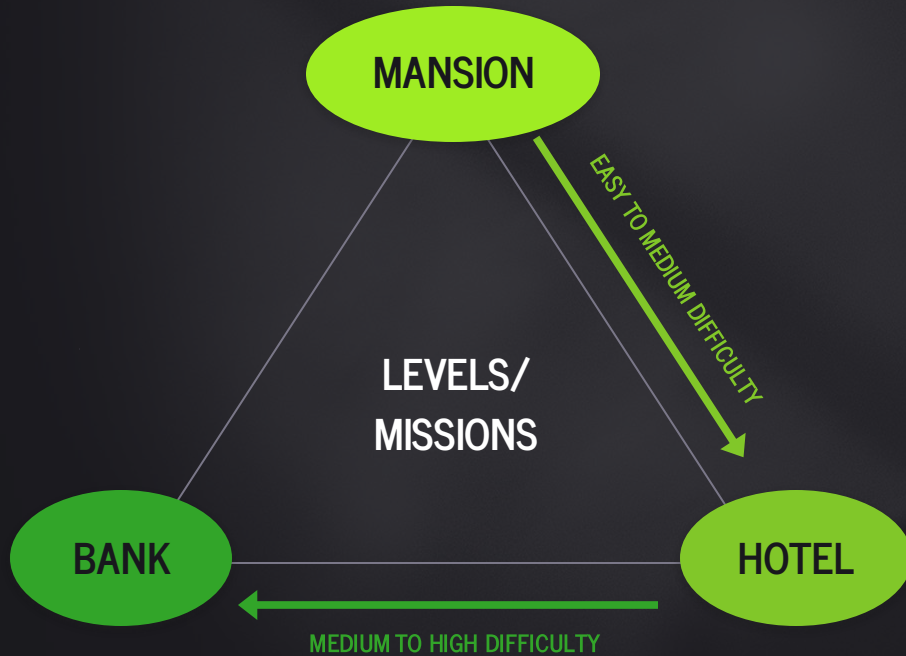 MANSION
EASY TO MEDIUM DIFFICULTY
LEVELS/
MISSIONS
BANK
HOTEL
MEDIUM TO HIGH DIFFICULTY